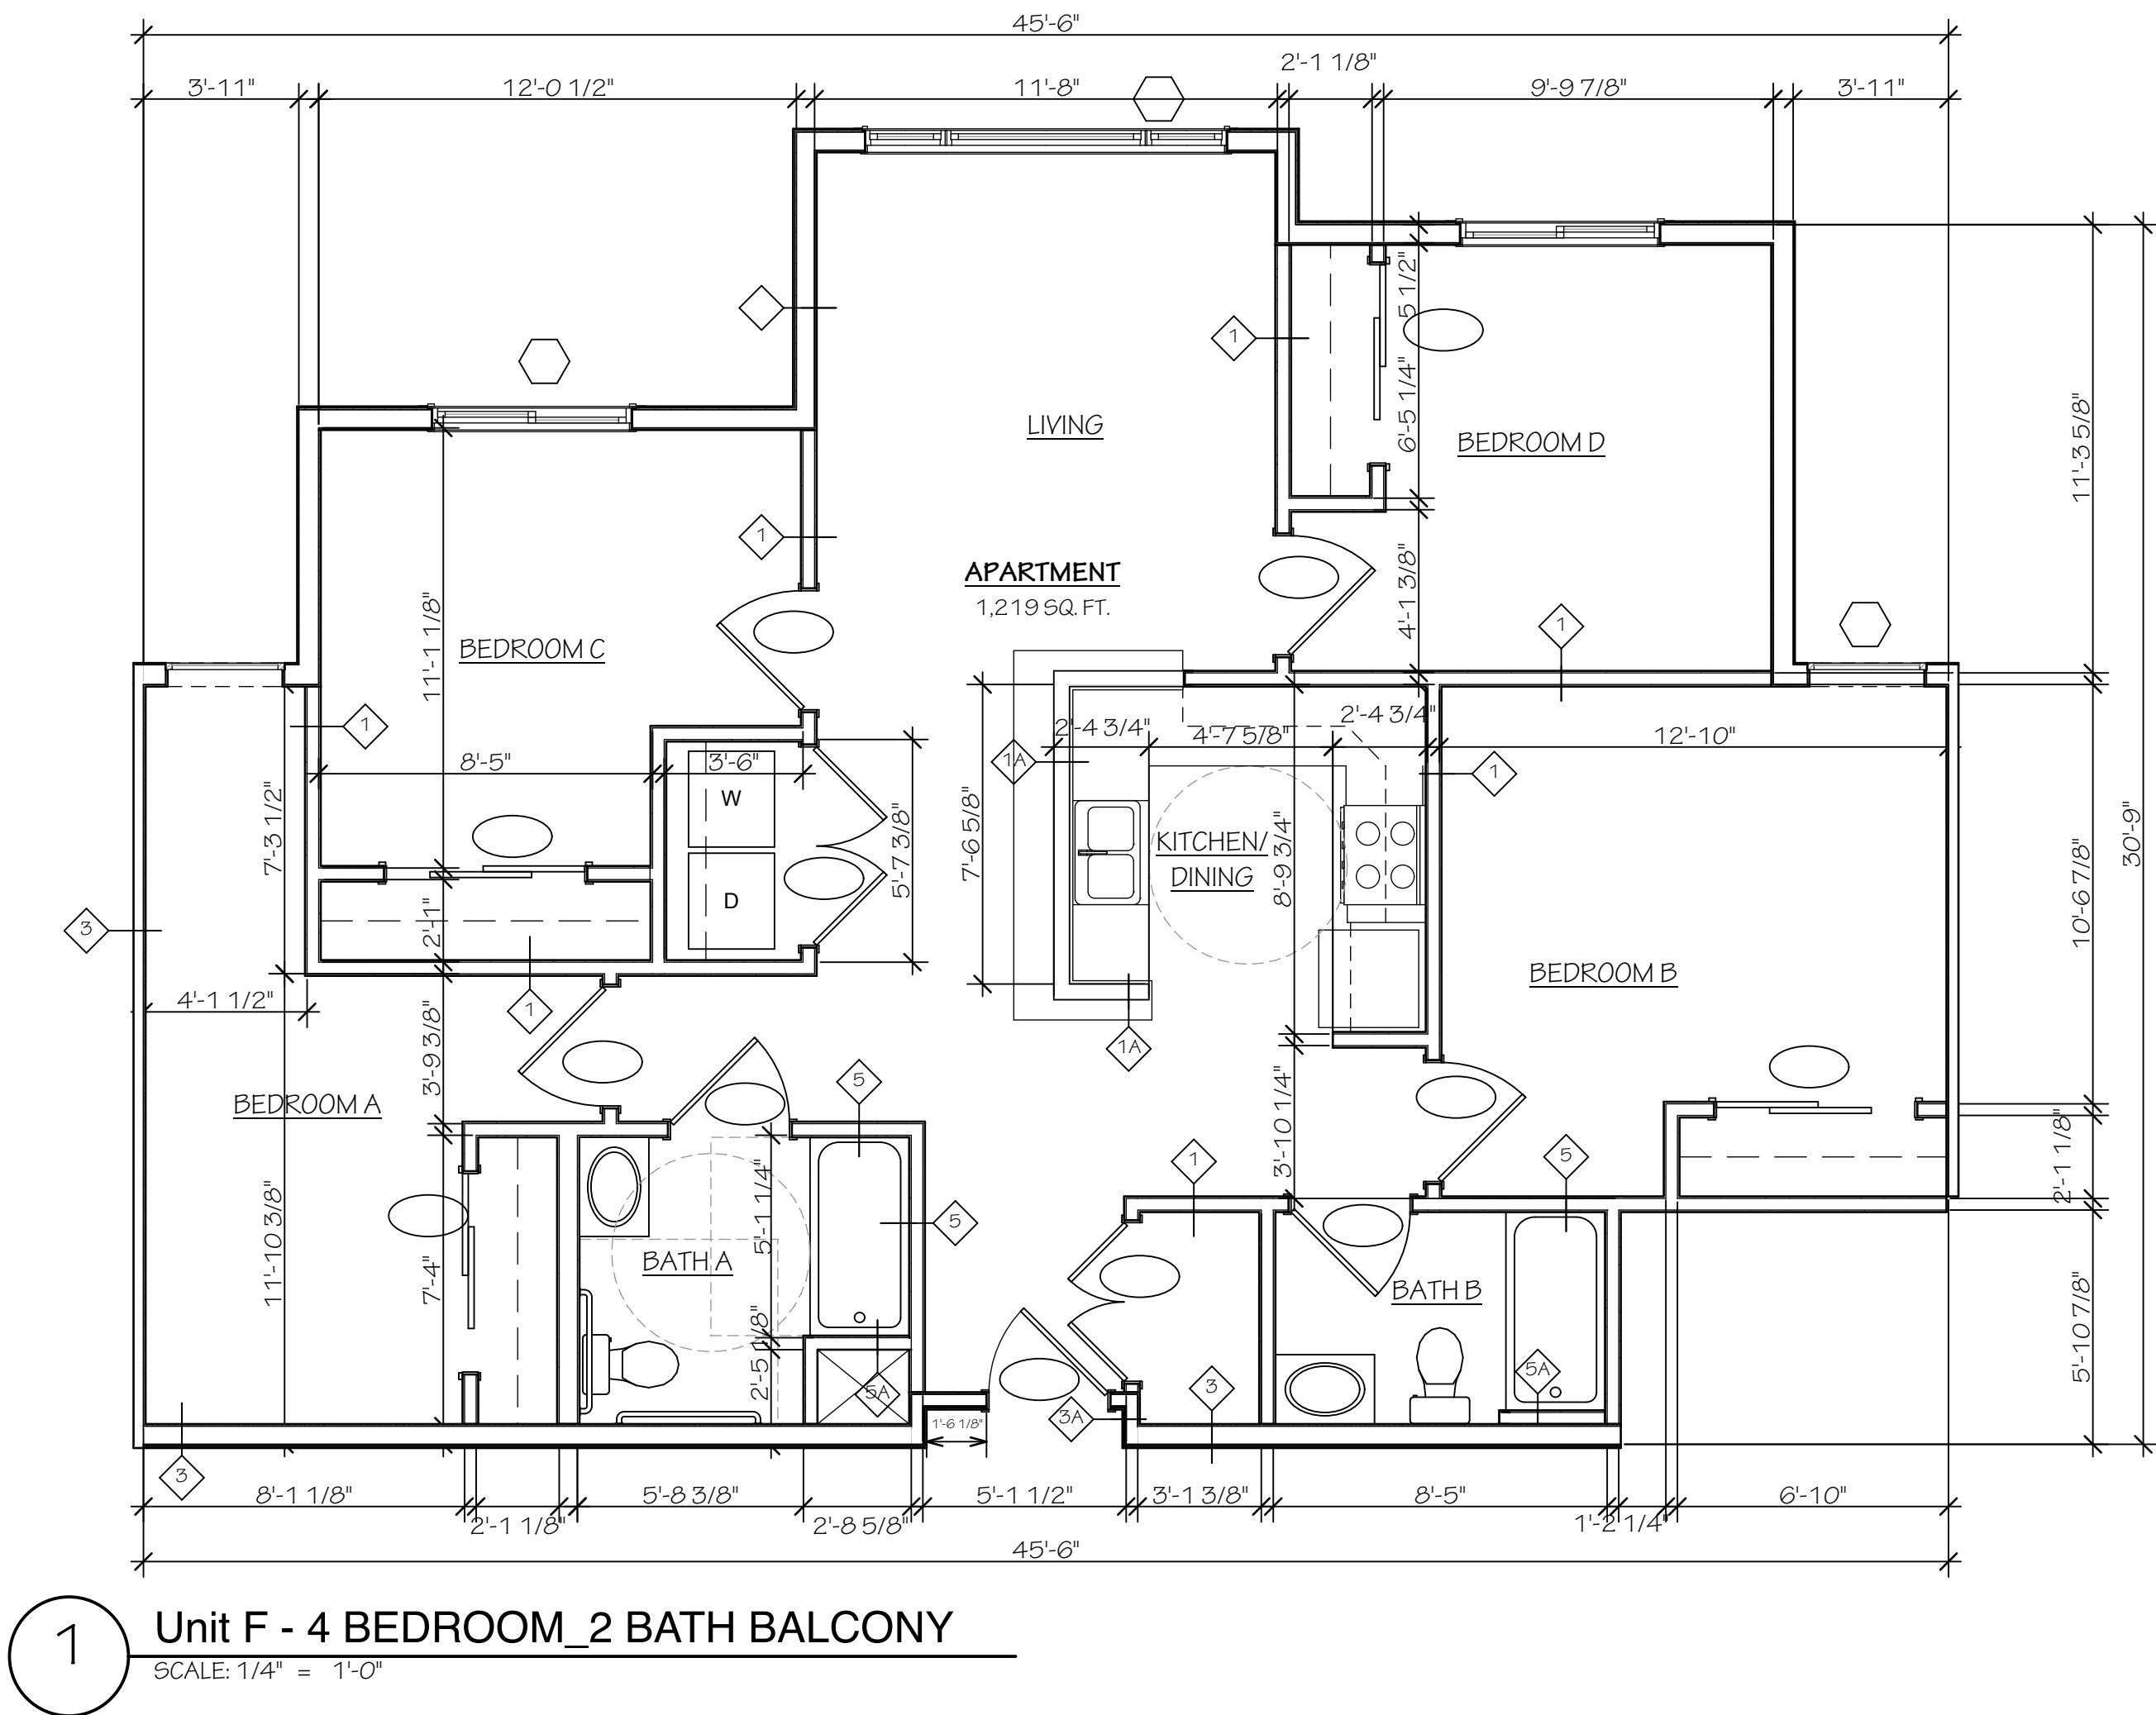 45'-6"
2'-1 1/8"
3'-11"
12'-0 1/2"
11'-8"
9'-9 7/8"
3'-11"
5 1/2"
1
6'-5 1/4"
11'-3 5/8"
LIVING
BEDROOM D
1
APARTMENT
1,219 SQ. FT.
4'-1 3/8"
1
11'-1 1/8"
BEDROOM C
1
2'-4 3/4"
2'-4 3/4"
4'-7 5/8"
12'-10"
8'-5"
3'-6"
1A
1
W
7'-3 1/2"
7'-6 5/8"
KITCHEN/
DINING
8'-9 3/4"
5'-7 3/8"
30'-9"
10'-6 7/8"
D
3
2'-1"
BEDROOM B
4'-1 1/2"
1
3'-9 3/8"
1A
BEDROOM A
5
3'-10 1/4"
2'-1 1/8"
1
5
5
11'-10 3/8"
7'-4"
5'-1 1/4"
BATH A
BATH B
5'-10 7/8"
2'-5 1/8"
5A
5A
3
3A
1'-6 1/8"
3
8'-1 1/8"
5'-8 3/8"
5'-1 1/2"
3'-1 3/8"
8'-5"
6'-10"
2'-1 1/8"
2'-8 5/8"
1'-2 1/4"
45'-6"
1
Unit F - 4 BEDROOM_2 BATH BALCONY
SCALE: 1/4" = 1'-0"